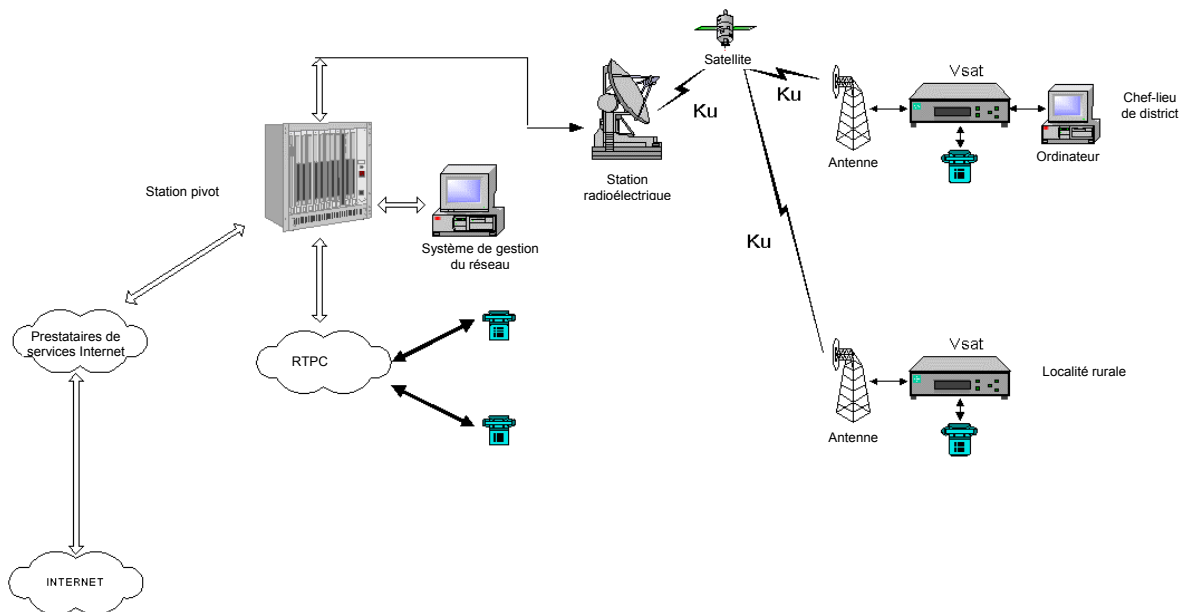 Satellite
Ku
Ku
Vsat
Chef-lieu
de district
Antenne
Ordinateur
Station
radioélectrique
Station pivot
Système de gestion
du réseau
Ku
Prestataires de
services Internet
RTPC
Vsat
Localité rurale
Antenne
INTERNET